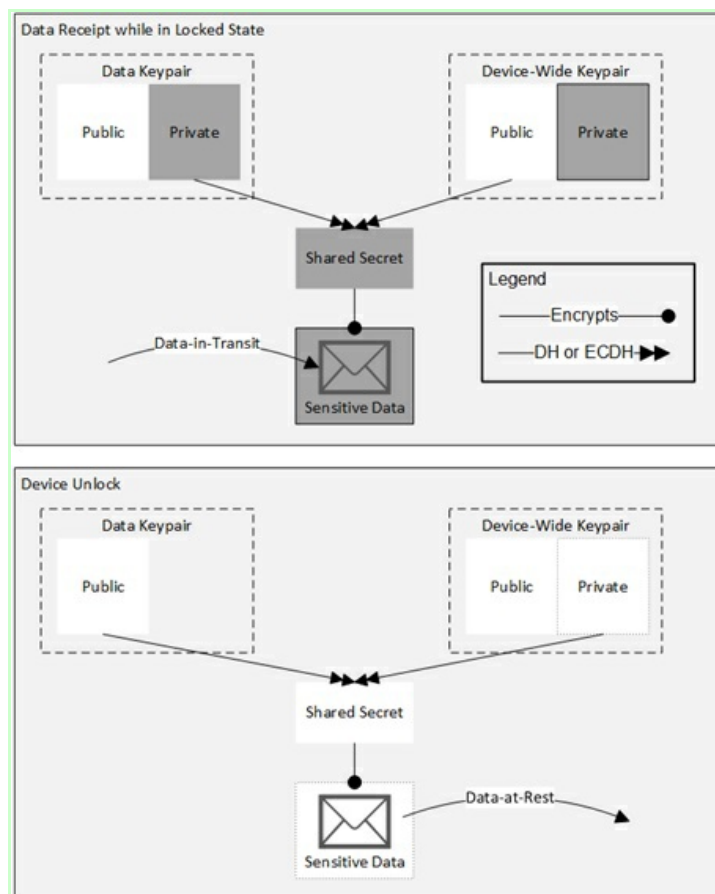 Data Receipt while in Locked State
Data Keypair
Device-Wide Keypair
Public
Private
Public
Private
Shared Secret
Legend
Encrypts
DH or ECDH
Data-in-Transit
Sensitive Data
Device Unlock
Data Keypair
Device-Wide Keypair
Public
Public
Private
Shared Secret
Data-at-Rest
Sensitive Data